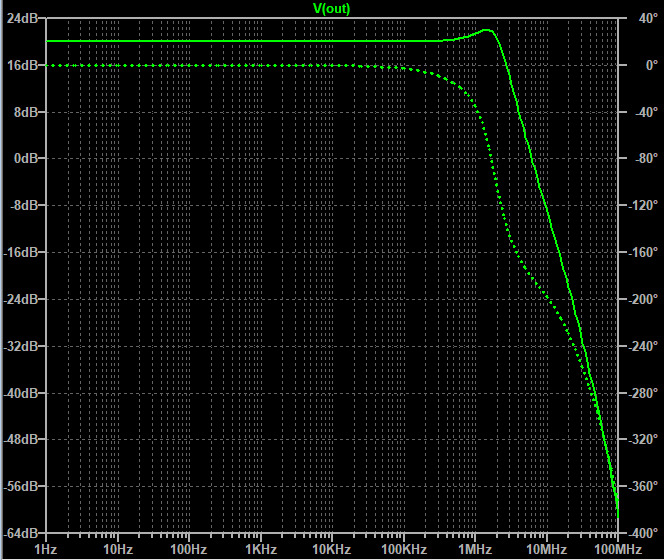 V(out)
24dB 40°
16dB 0°
8dB -40°
0dB -80°
-8dB -120°
-16dB -160°
-24dB -200°
-32dB -240°
-40dB -280°
-48dB -320°
-56dB -360°
-64dB -400°
1Hz 10Hz 100Hz 1KHz 10KHz 100KHz 1MHz 10MHz 100MHz